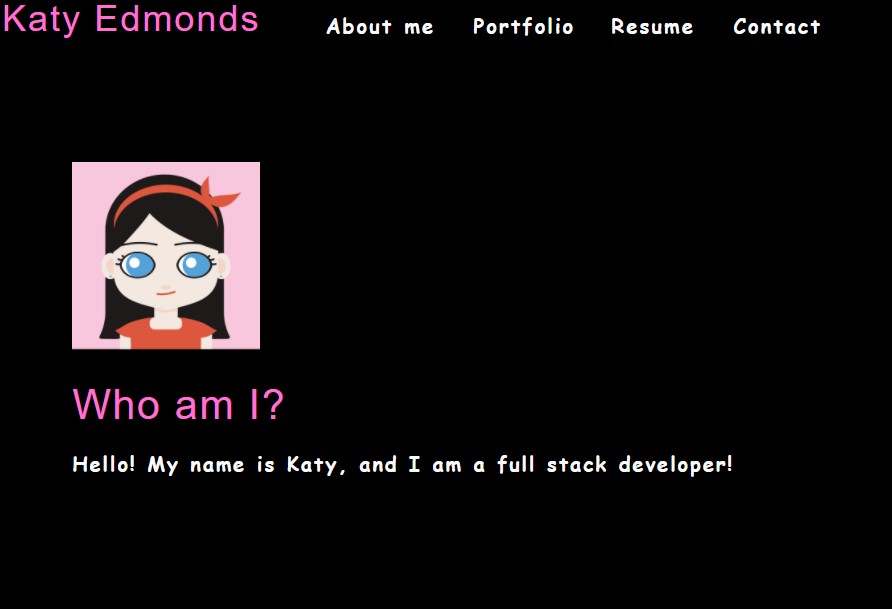 Katy Edmonds
About me Portfolio Resume Contact
Who am I?
Hello! My name is Katy, and I am a full stack developer!